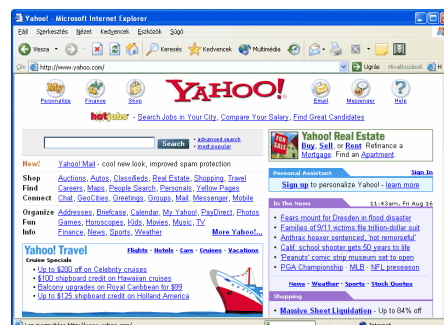 Yahoo! - Microsoft Internet Explorer
Fájl Szerkesztés Nézet Kedvencek Eszközök Súgó
Vissza Keresés Kedvencek Multimédia
Cím http://www.yahoo.com/ Ugrás Hivatkozások H
My Finance Shop YAHOO! Email Messenger Help
Personalize
hotjobs - Search Jobs in Your City, Compare Your Salary, Find Great Candidates
Search · advanced search
· most popular
New! Yahoo! Mail - cool new look, improved spam protection
Shop Auctions, Autos, Classifieds, Real Estate, Shopping, Travel
Find Careers, Maps, People Search, Personals, Yellow Pages
Connect Chat, GeoCities, Greetings, Groups, Mail, Messenger, Mobile
Organize Addresses, Briefcase, Calendar, My Yahoo!, PayDirect, Photos
Fun Games, Horoscopes, Kids, Movies, Music, TV
Info Finance, News, Sports, Weather More Yahoo!...
Yahoo! Travel Flights - Hotels - Cars - Cruises - Vacations
Cruise Specials
· Up to $200 off on Celebrity cruises
· $100 shipboard credit on Hawaiian cruises
· Balcony upgrades on Royal Caribbean for $99
· Up to $125 shipboard credit on Holland America
FOR SALE
Yahoo! Real Estate
Buy, Sell, or Rent. Refinance a
Mortgage. Find an Apartment.
Personal Assistant Sign In
Sign up to personalize Yahoo! - learn more
In The News 11:43am, Fri Aug 16
· Fears mount for Dresden in flood disaster
· Families of 9/11 victims file trillion-dollar suit
· Anthrax hoaxer sentenced, 'not remorseful'
· Calif. school shooter gets 50 years to life
· 'Peanuts' comic strip museum set to open
· PGA Championship - MLB - NFL preseason
News - Weather - Sports - Stock Quotes
Shopping
· Massive Sheet Liquidation - Up to 84% off
Internet